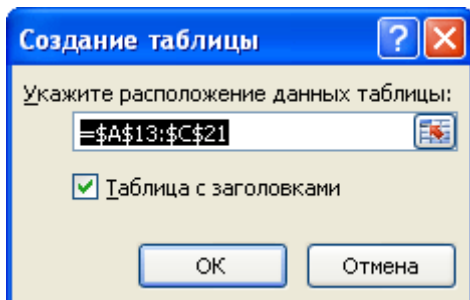 Создание таблицы
Укажите расположение данных таблицы:
=$A$13:$C$21
Таблица с заголовками
ОК
Отмена